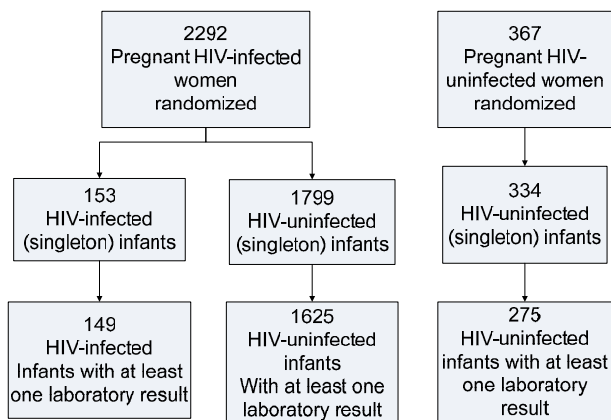 2292
Pregnant HIV-infected
women
randomized
367
Pregnant HIV-
uninfected women
randomized
153
HIV-infected
(singleton) infants
1799
HIV-uninfected
(singleton) infants
334
HIV-uninfected
(singleton) infants
149
HIV-infected
Infants with at least
one laboratory result
1625
HIV-uninfected
infants
With at least one
laboratory result
275
HIV-uninfected
infants with at least
one laboratory
result